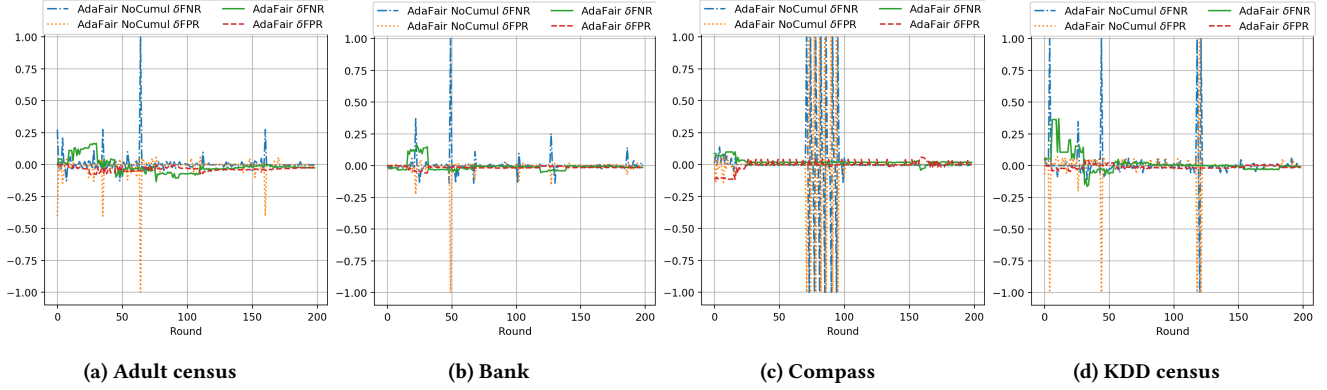 AdaFair NoCumul δFNR AdaFair δFNR
AdaFair NoCumul δFPR AdaFair δFPR
1.00
0.75
0.50
0.25
0.00
−0.25
−0.50
−0.75
−1.00
0 50 100 150 200
Round
(a) Adult census
AdaFair NoCumul δFNR AdaFair δFNR
AdaFair NoCumul δFPR AdaFair δFPR
1.00
0.75
0.50
0.25
0.00
−0.25
−0.50
−0.75
−1.00
0 50 100 150 200
Round
(b) Bank
AdaFair NoCumul δFNR AdaFair δFNR
AdaFair NoCumul δFPR AdaFair δFPR
1.00
0.75
0.50
0.25
0.00
−0.25
−0.50
−0.75
−1.00
0 50 100 150 200
Round
(c) Compass
AdaFair NoCumul δFNR AdaFair δFNR
AdaFair NoCumul δFPR AdaFair δFPR
1.00
0.75
0.50
0.25
0.00
−0.25
−0.50
−0.75
−1.00
0 50 100 150 200
Round
(d) KDD census